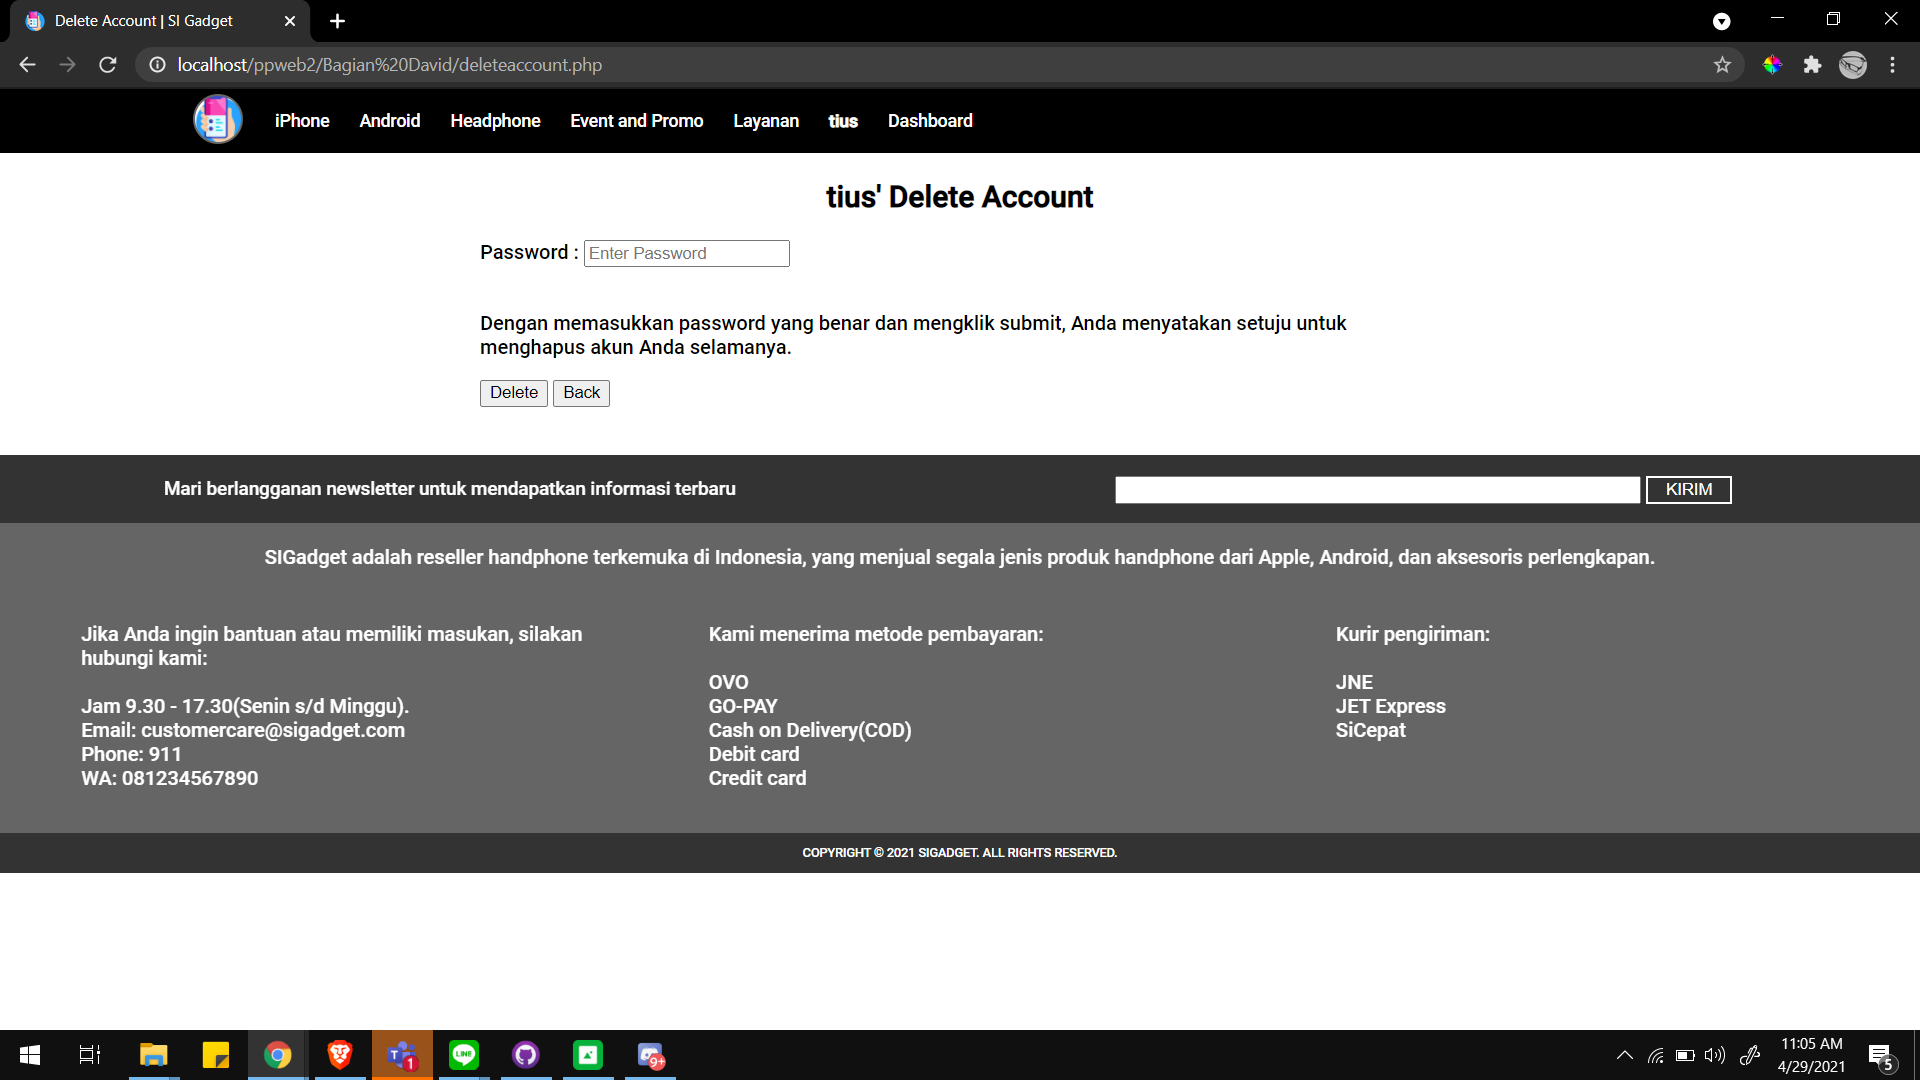 Delete Account | SI Gadget
localhost/ppweb2/Bagian%20David/deleteaccount.php
iPhone Android Headphone Event and Promo Layanan tius Dashboard
tius' Delete Account
Password : Enter Password
Dengan memasukkan password yang benar dan mengklik submit, Anda menyatakan setuju untuk
menghapus akun Anda selamanya.
Delete Back
Mari berlangganan newsletter untuk mendapatkan informasi terbaru KIRIM
SIGadget adalah reseller handphone terkemuka di Indonesia, yang menjual segala jenis produk handphone dari Apple, Android, dan aksesoris perlengkapan.
Jika Anda ingin bantuan atau memiliki masukan, silakan
hubungi kami:
Jam 9.30 - 17.30(Senin s/d Minggu).
Email: customercare@sigadget.com
Phone: 911
WA: 081234567890
Kami menerima metode pembayaran:
OVO
GO-PAY
Cash on Delivery(COD)
Debit card
Credit card
Kurir pengiriman:
JNE
JET Express
SiCepat
COPYRIGHT © 2021 SIGADGET. ALL RIGHTS RESERVED.
T 1
LINE
9+
11:05 AM
4/29/2021
5